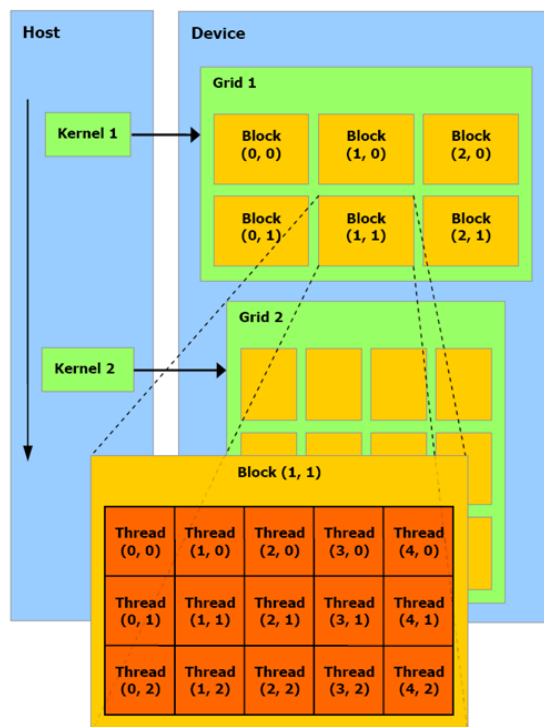 Host
Device
Grid 1
Kernel 1
Block Block Block
(0, 0) (1, 0) (2, 0)
Block Block Block
(0, 1) (1, 1) (2, 1)
Grid 2
Kernel 2
Block (1, 1)
Thread Thread Thread Thread Thread
(0, 0) (1, 0) (2, 0) (3, 0) (4, 0)
Thread Thread Thread Thread Thread
(0, 1) (1, 1) (2, 1) (3, 1) (4, 1)
Thread Thread Thread Thread Thread
(0, 2) (1, 2) (2, 2) (3, 2) (4, 2)